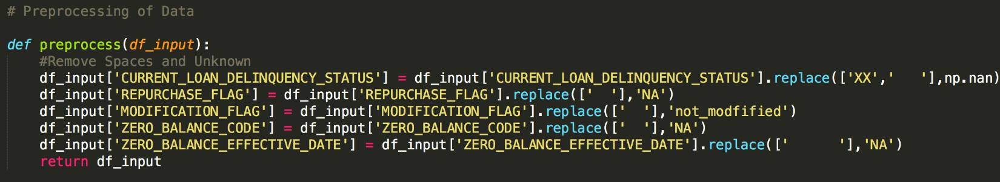 # Preprocessing of Data
def preprocess(df_input):
    #Remove Spaces and Unknown
    df_input['CURRENT_LOAN_DELINQUENCY_STATUS'] = df_input['CURRENT_LOAN_DELINQUENCY_STATUS'].replace(['XX','   '],np.nan)
    df_input['REPURCHASE_FLAG'] = df_input['REPURCHASE_FLAG'].replace(['  '],'NA')
    df_input['MODIFICATION_FLAG'] = df_input['MODIFICATION_FLAG'].replace(['  '],'not_modfified')
    df_input['ZERO_BALANCE_CODE'] = df_input['ZERO_BALANCE_CODE'].replace(['  '],'NA')
    df_input['ZERO_BALANCE_EFFECTIVE_DATE'] = df_input['ZERO_BALANCE_EFFECTIVE_DATE'].replace(['      '],'NA')
    return df_input